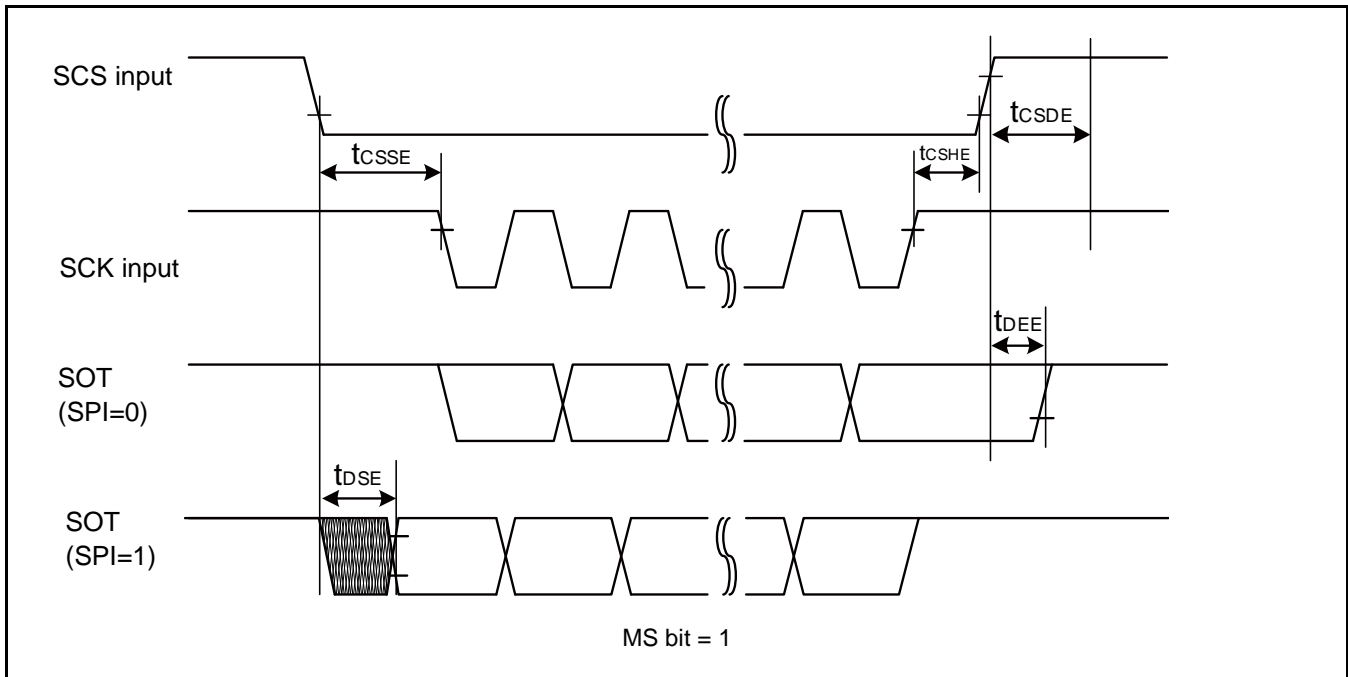 SCS input
tCSDE
tCSSE
tCSHE
SCK input
tDEE
SOT
(SPI=0)
tDSE
SOT
(SPI=1)
MS bit = 1